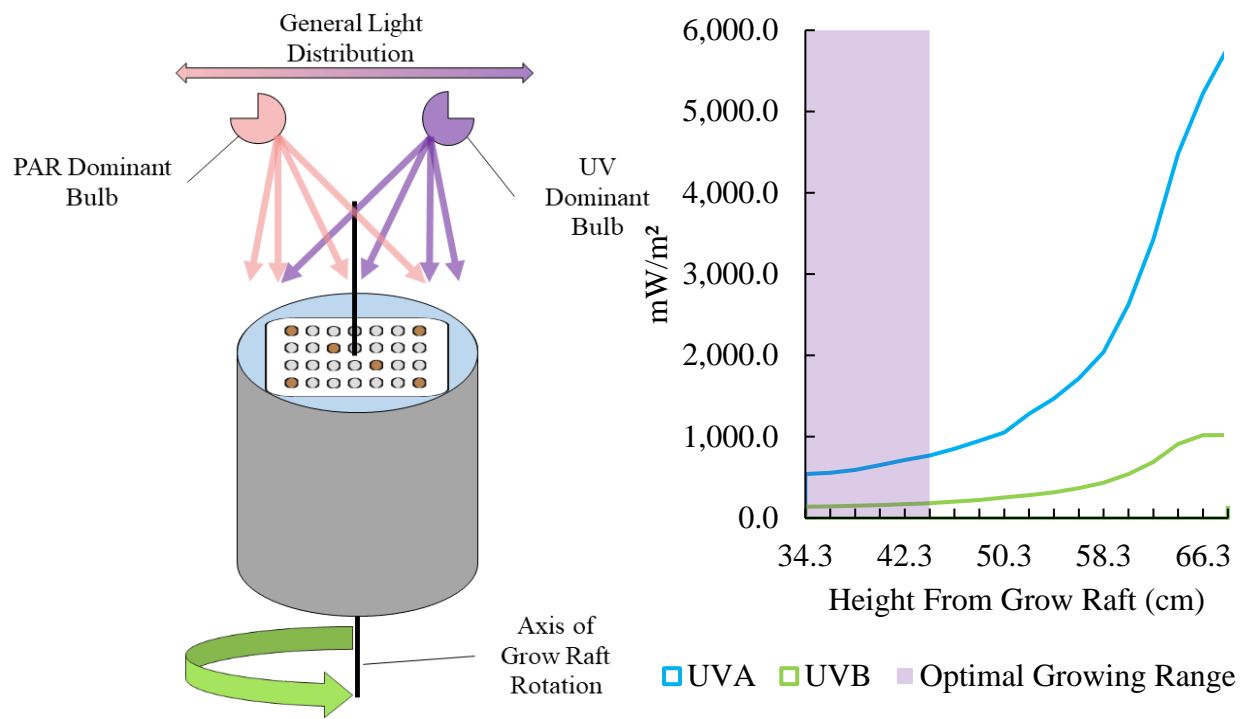 General Light
Distribution
PAR Dominant
Bulb
UV
Dominant
Bulb
Axis of
Grow Raft
Rotation
6,000.0
5,000.0
4,000.0
3,000.0
2,000.0
1,000.0
0.0
mW/m²
34.3 42.3 50.3 58.3 66.3
Height From Grow Raft (cm)
UVA UVB Optimal Growing Range